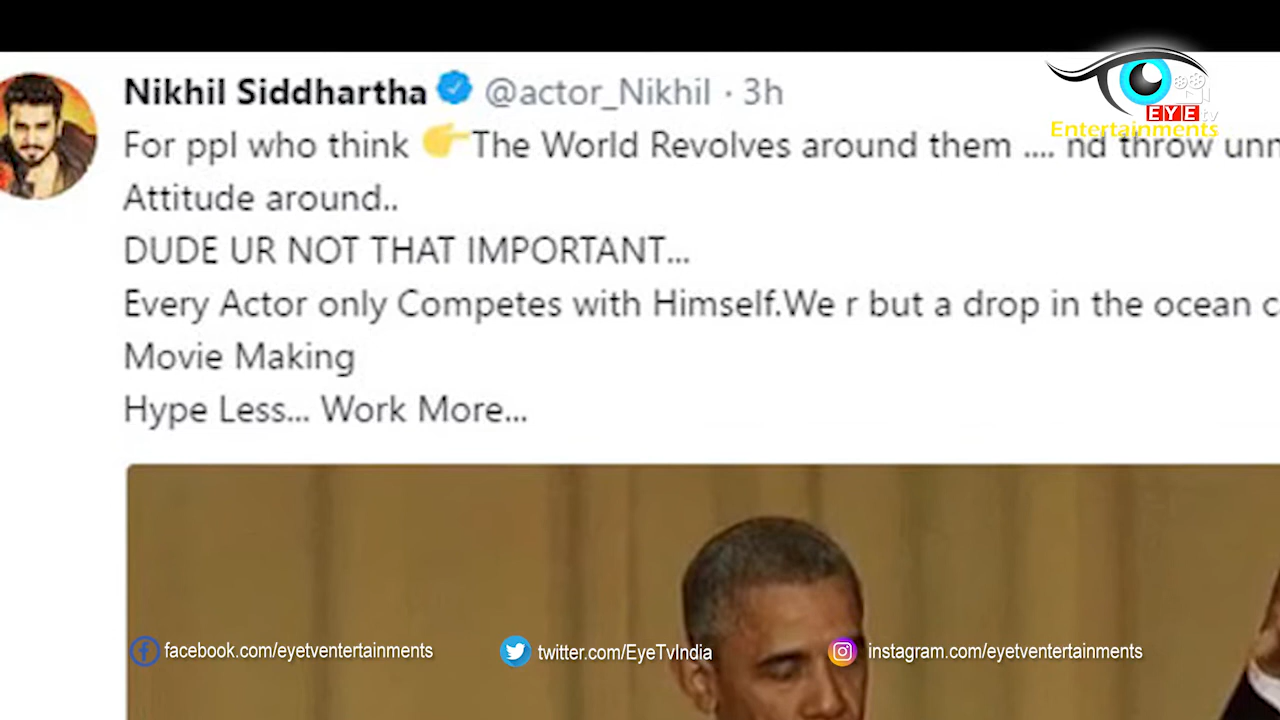 Nikhil Siddhartha @actor_Nikhil · 3h
For ppl who think 👉The World Revolves around them .... nd throw
Attitude around..
DUDE UR NOT THAT IMPORTANT...
Every Actor only Competes with Himself.We r but a drop in the ocean
Movie Making
Hype Less... Work More...
EYE tv
Entertainments
facebook.com/eyetventertainments
twitter.com/EyeTvIndia
instagram.com/eyetventertainments